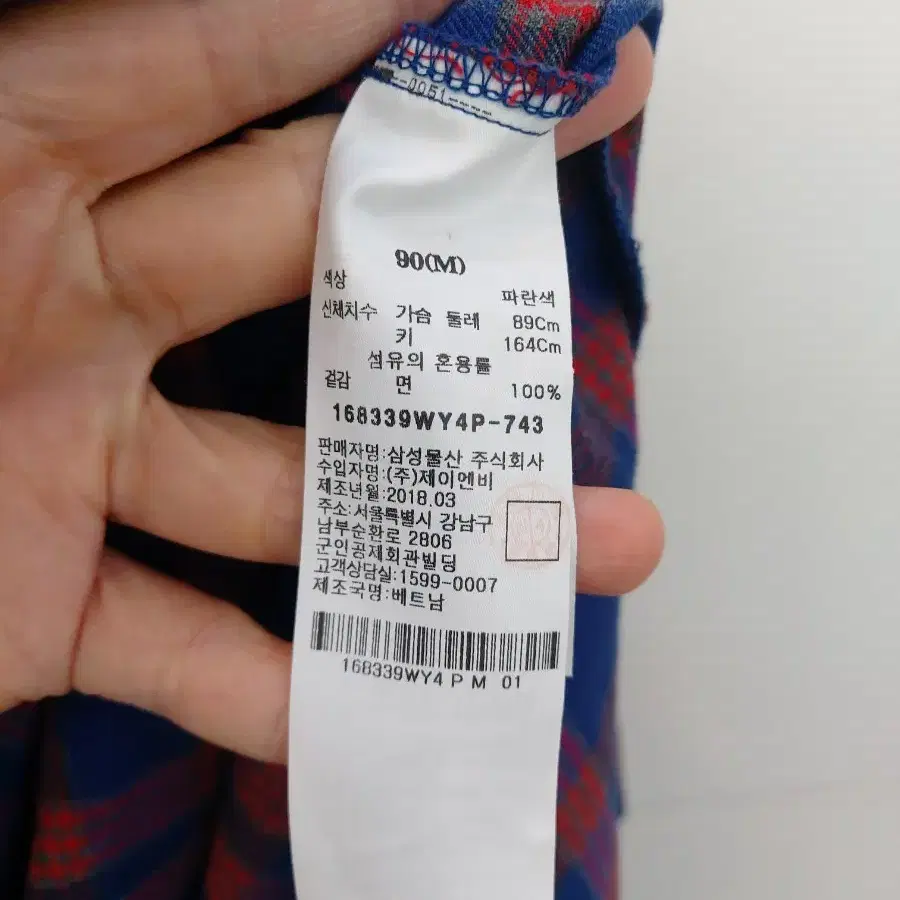 -0051----
90(M)
색상 파란색
신체치수 가슴 둘레 89Cm
키 164Cm
섬유의 혼용률
겉감 면 100%
168339WY4P-743
판매자명:삼성물산 주식회사
수입자명:(주)제이엔비
제조년월:2018.03
주소:서울특별시 강남구
남부순환로 2806
군인공제회관빌딩
고객상담실:1599-0007
제조국명:베트남
168339WY4 P M 01